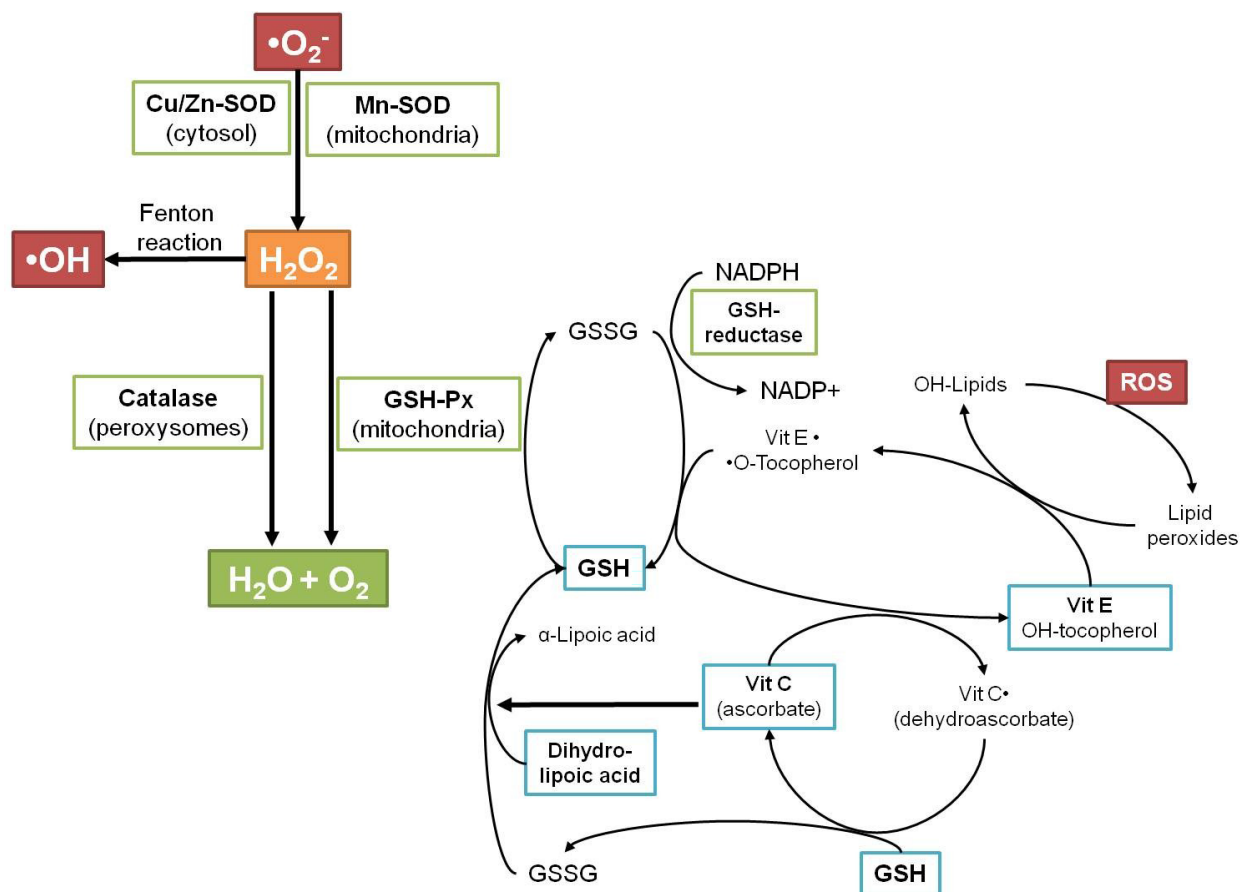 •O₂⁻
Cu/Zn-SOD
(cytosol)
Mn-SOD
(mitochondria)
Fenton
reaction
•OH
H₂O₂
Catalase
(peroxysomes)
GSH-Px
(mitochondria)
H₂O + O₂
NADPH
GSH-
reductase
GSSG
NADP+
OH-Lipids
ROS
Vit E •
•O-Tocopherol
Lipid
peroxides
GSH
Vit E
OH-tocopherol
α-Lipoic acid
Vit C
(ascorbate)
Vit C•
(dehydroascorbate)
Dihydro-
lipoic acid
GSSG
GSH